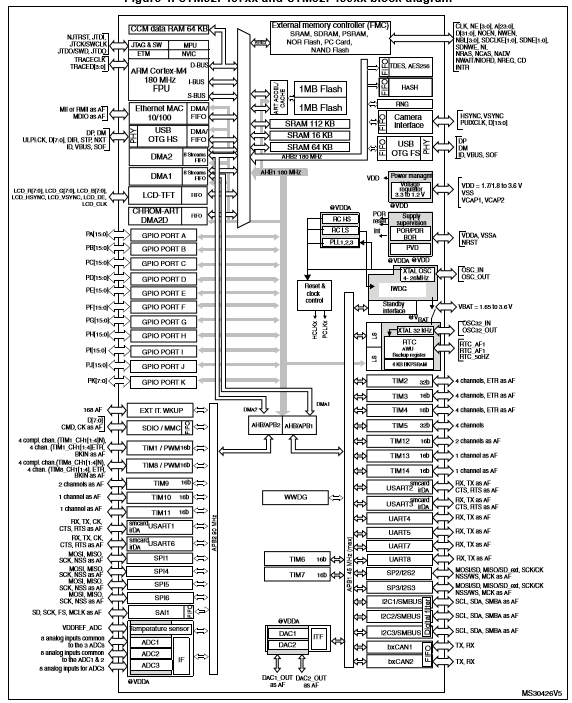 CCM data RAM 64 KB
NJTRST, JTDI,
JTCK/SWCLK
JTDO/SWD, JTDO
TRACECLK
TRACED[3:0]
JTAG & SW
MPU
ETM
NVIC
ARM Cortex-M4
180 MHz
FPU
D-BUS
I-BUS
S-BUS
External memory controller (FMC)
SRAM, SDRAM, PSRAM,
NOR Flash, PC Card,
NAND Flash
CLK, NE [3:0], A[23:0],
D[31:0], NOEN, NWEN,
NBL[3:0], SDCLKE[1:0], SDNE[1:0],
SDNWE, NL
NRAS, NCAS, NADV
NWAIT/NORD, NREG, CD
INTR
ART ACCEL/
CACHE
1MB Flash
1MB Flash
SRAM 112 KB
SRAM 16 KB
SRAM 64 KB
AHB2 180 MHz
AHB1 180 MHz
FIFO
TDES, AES256
FIFO
HASH
RNG
FIFO
Camera
interface
HSYNC, VSYNC
PUIXCLK, D[13:0]
FIFO
USB
OTG FS
PHY
DP
DM
ID, VBUS, SOF
MII or RMII as AF
MDIO as AF
Ethernet MAC
10/100
DMA/
FIFO
DP, DM
ULPI:CK, D[7:0], DIR, STP, NXT
ID, VBUS, SOF
PHY
USB
OTG HS
DMA/
FIFO
DMA2
8 Streams
FIFO
DMA1
8 Streams
FIFO
LCD_R[7:0], LCD_G[7:0], LCD_B[7:0],
LCD_HSYNC, LCD_VSYNC, LCD_DE,
LCD_CLK
LCD-TFT
FIFO
CHROM-ART
DMA2D
FIFO
PA[15:0]
GPIO PORT A
PB[15:0]
GPIO PORT B
PC[15:0]
GPIO PORT C
PD[15:0]
GPIO PORT D
PE[15:0]
GPIO PORT E
PF[15:0]
GPIO PORT F
PG[15:0]
GPIO PORT G
PH[15:0]
GPIO PORT H
PI[15:0]
GPIO PORT I
PJ[15:0]
GPIO PORT J
PK[7:0]
GPIO PORT K
@VDDA
RC HS
RC LS
PLL1,2,3
Reset &
clock
control
HCLKx
PCLKx
VDD
Power managmt
Voltage
regulator
3.3 to 1.2 V
@VDD
VDD = 1.7/1.8 to 3.6 V
VSS
VCAP1, VCAP2
POR
reset
Int
Supply
supervision
POR/PDR
BOR
PVD
VDDA, VSSA
NRST
@VDDA
@VDD
XTAL OSC
4- 26MHz
OSC_IN
OSC_OUT
IWDG
Standby
interface
VBAT = 1.65 to 3.6 V
@VBAT
XTAL 32 kHz
OSC32_IN
OSC32_OUT
LS
LS
RTC
AWU
Backup register
4 KB BKPSRAM
RTC_AF1
RTC_AF1
RTC_50HZ
DMA2
DMA1
AHB/APB2
AHB/APB1
168 AF
EXT IT. WKUP
D[7:0]
CMD, CK as AF
SDIO / MMC
FIFO
4 compl. chan. (TIM1_CH1[1:4]N),
4 chan. (TIM1_CH1[1:4]ETR,
BKIN as AF
TIM1 / PWM
16b
4 compl. chan.(TIM8_CH1[1:4]N),
4 chan. (TIM8_CH1[1:4], ETR,
BKIN as AF
TIM8 / PWM
16b
2 channels as AF
TIM9
16b
1 channel as AF
TIM10
16b
1 channel as AF
TIM11
16b
RX, TX, CK,
CTS, RTS as AF
smcard
irDA
USART1
RX, TX, CK,
CTS, RTS as AF
smcard
irDA
USART6
MOSI, MISO,
SCK, NSS as AF
SPI1
MOSI, MISO,
SCK, NSS as AF
SPI4
MOSI, MISO,
SCK, NSS as AF
SPI5
MOSI, MISO,
SCK, NSS as AF
SPI6
SD, SCK, FS, MCLK as AF
SAI1
FIFO
APB2 90 MHz
VDDREF_ADC
8 analog inputs common
to the 3 ADCs
8 analog inputs common
to the ADC1 & 2
8 analog inputs for ADC3
@VDDA
Temperature sensor
ADC1
ADC2
ADC3
IF
WWDG
TIM6
16b
TIM7
16b
@VDDA
DAC1
DAC2
ITF
DAC1_OUT
as AF
DAC2_OUT
as AF
APB1 45 MHz (max)
TIM2
32b
4 channels, ETR as AF
TIM3
16b
4 channels, ETR as AF
TIM4
16b
4 channels, ETR as AF
TIM5
32b
4 channels
TIM12
16b
2 channels as AF
TIM13
16b
1 channel as AF
TIM14
16b
1 channel as AF
USART2
smcard
irDA
RX, TX as AF
CTS, RTS as AF
USART3
smcard
irDA
RX, TX as AF
CTS, RTS as AF
UART4
RX, TX as AF
UART5
RX, TX as AF
UART7
RX, TX as AF
UART8
RX, TX as AF
SP2/I2S2
MOSI/MISO/SD_ext, SCK/CK
NSS/WS, MCK as AF
SP2/I2S3
MOSI/MISO/SD_ext, SCK/CK
NSS/WS, MCK as AF
I2C1/SMBUS
SCL, SDA, SMBA as AF
I2C2/SMBUS
SCL, SDA, SMBA as AF
I2C3/SMBUS
SCL, SDA, SMBA as AF
Digital filter
bxCAN1
TX, RX
bxCAN2
TX, RX
FIFO
MS30426V5